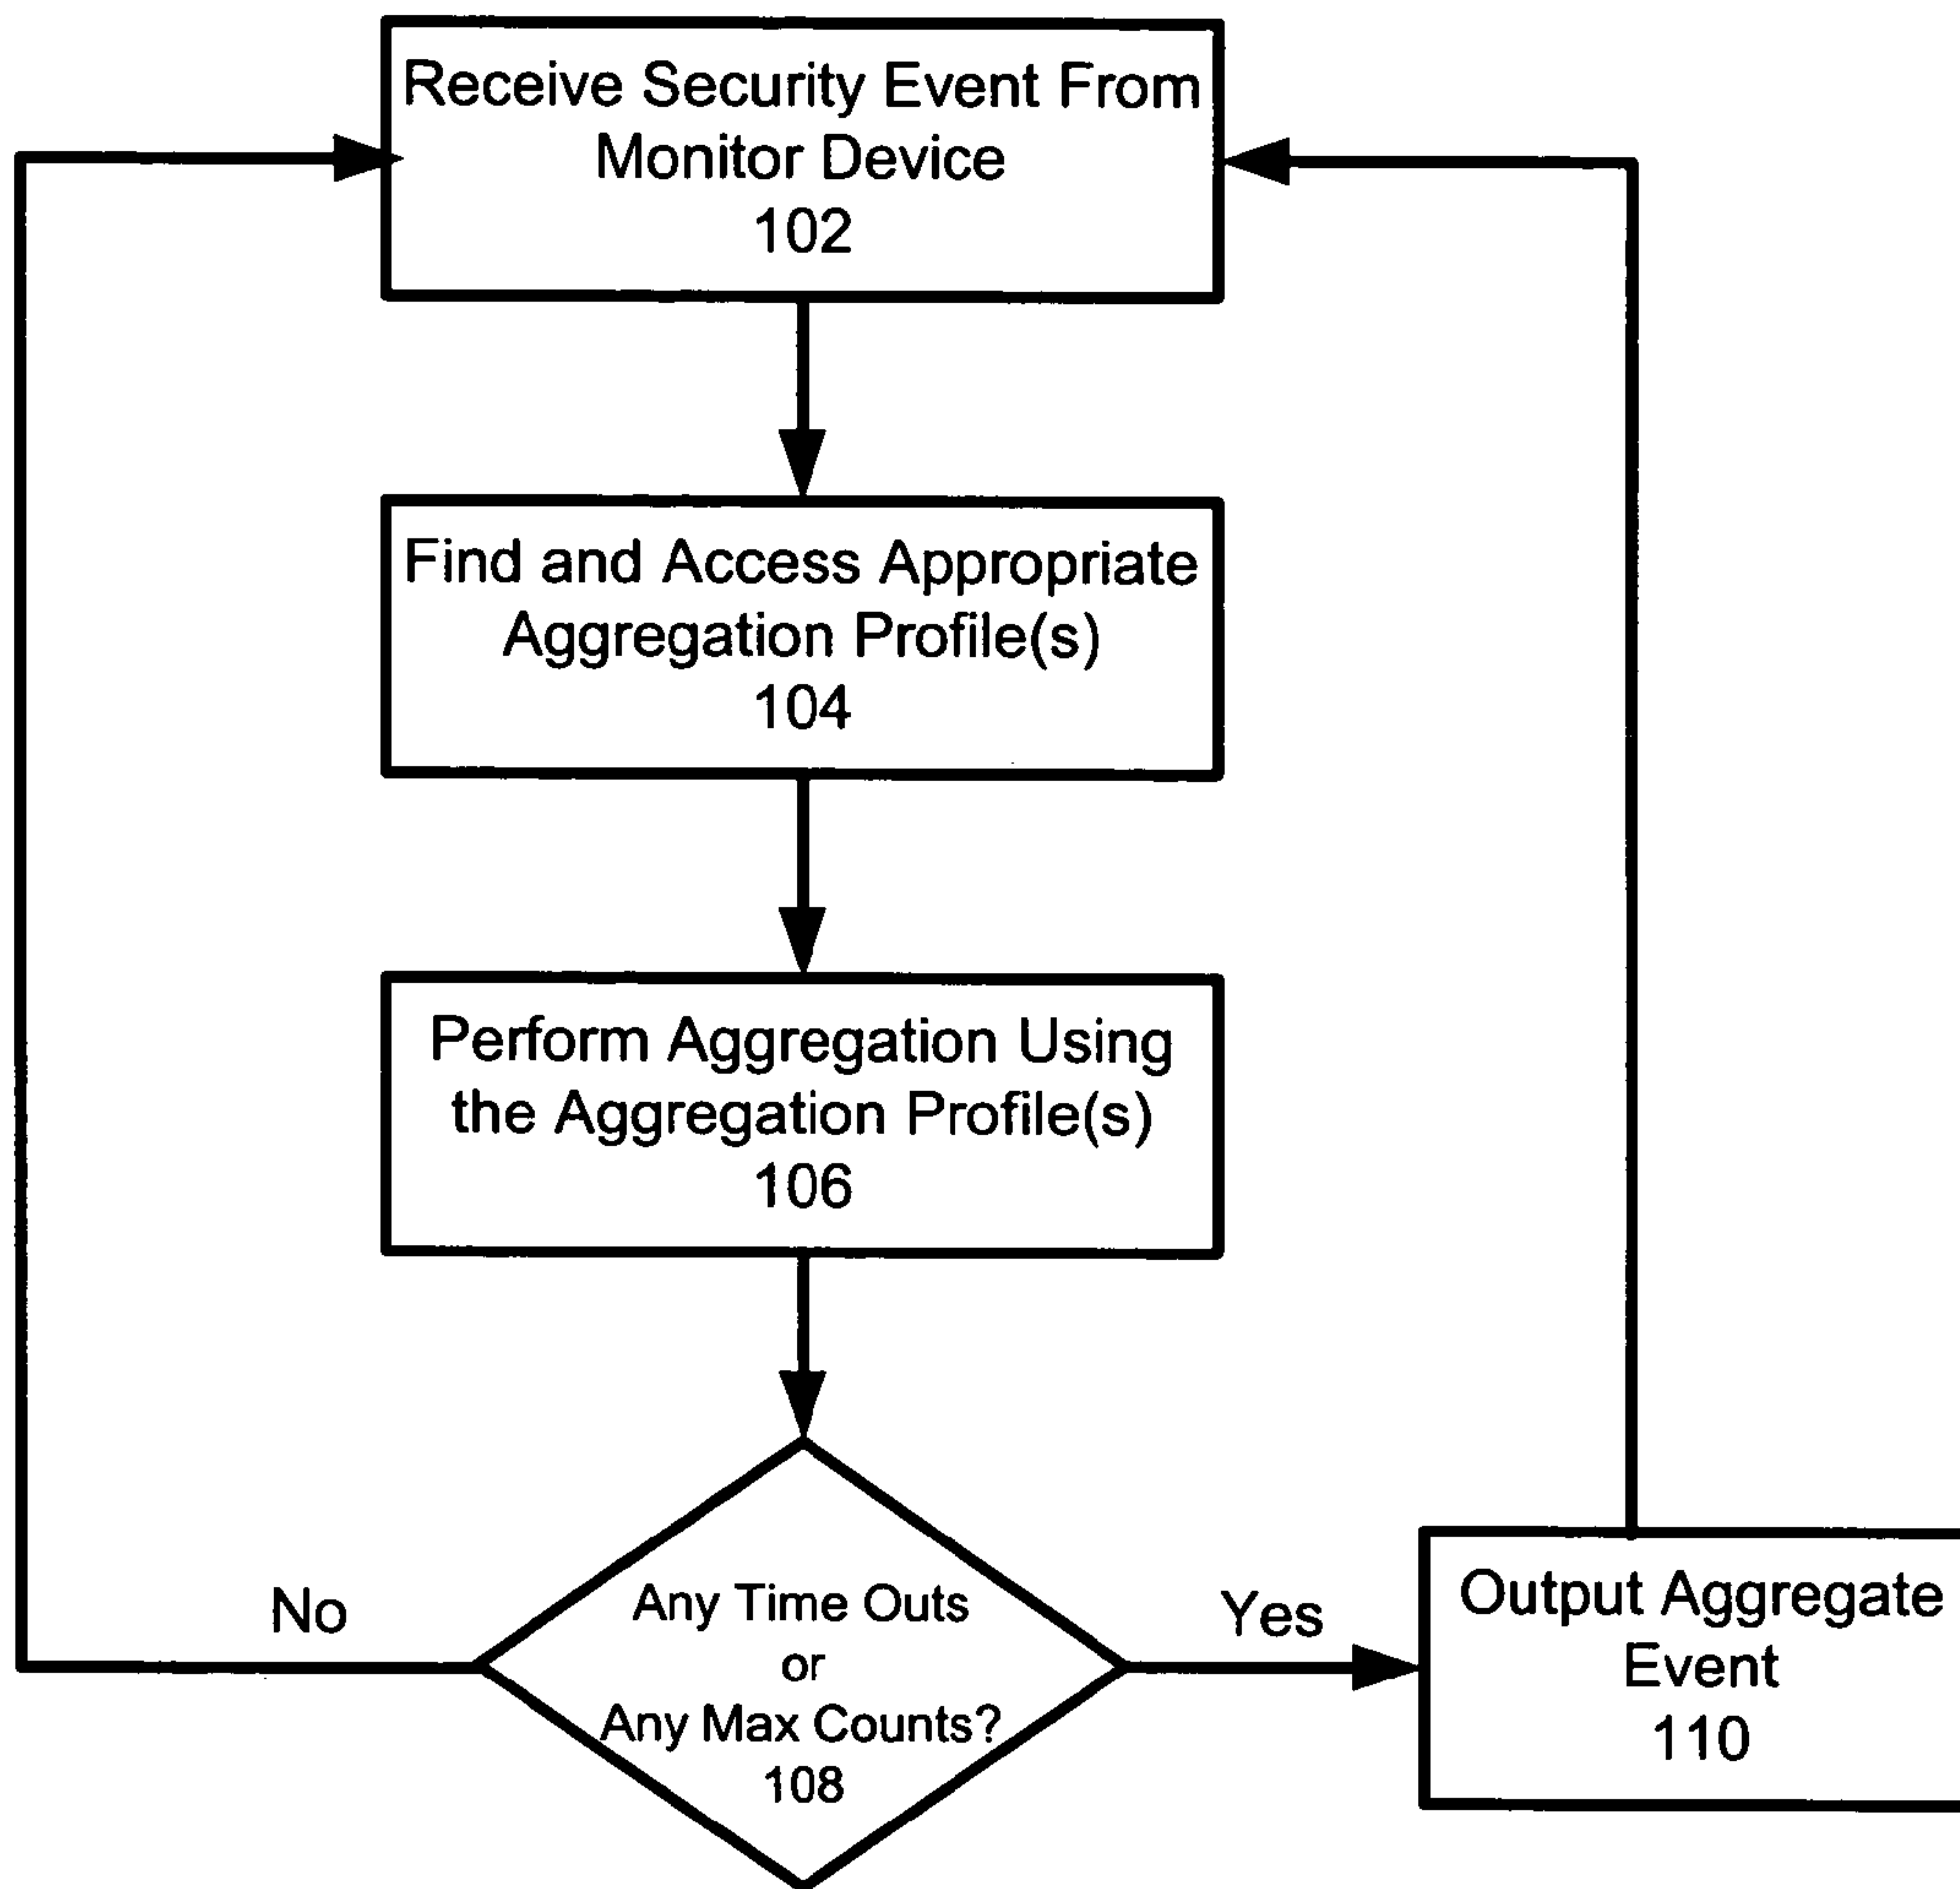 Receive Security Event From
Monitor Device
102
Find and Access Appropriate
Aggregation Profile(s)
104
Perform Aggregation Using
the Aggregation Profile(s)
106
No
Any Time Outs
or
Any Max Counts?
108
Yes
Output Aggregate
Event
110